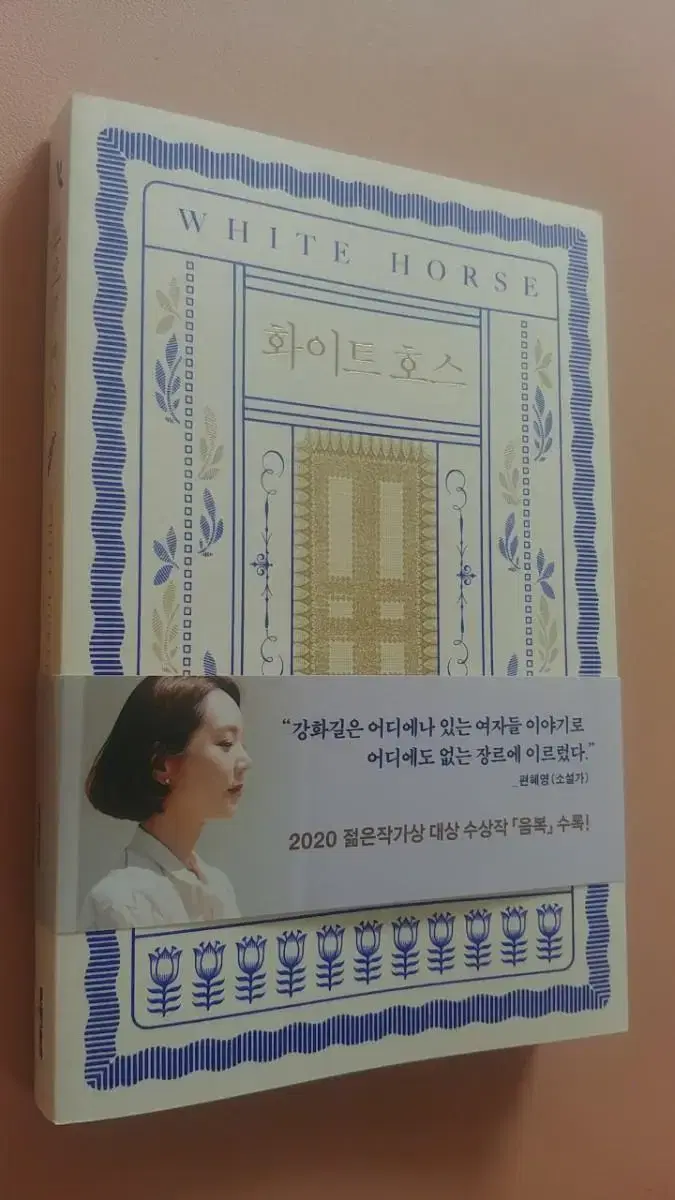 WHITE HORSE
화이트 호스
“강화길은 어디에나 있는 여자들 이야기로
어디에도 없는 장르에 이르렀다.”
_편혜영(소설가)
2020 젊은작가상 대상 수상작 「음복」 수록!